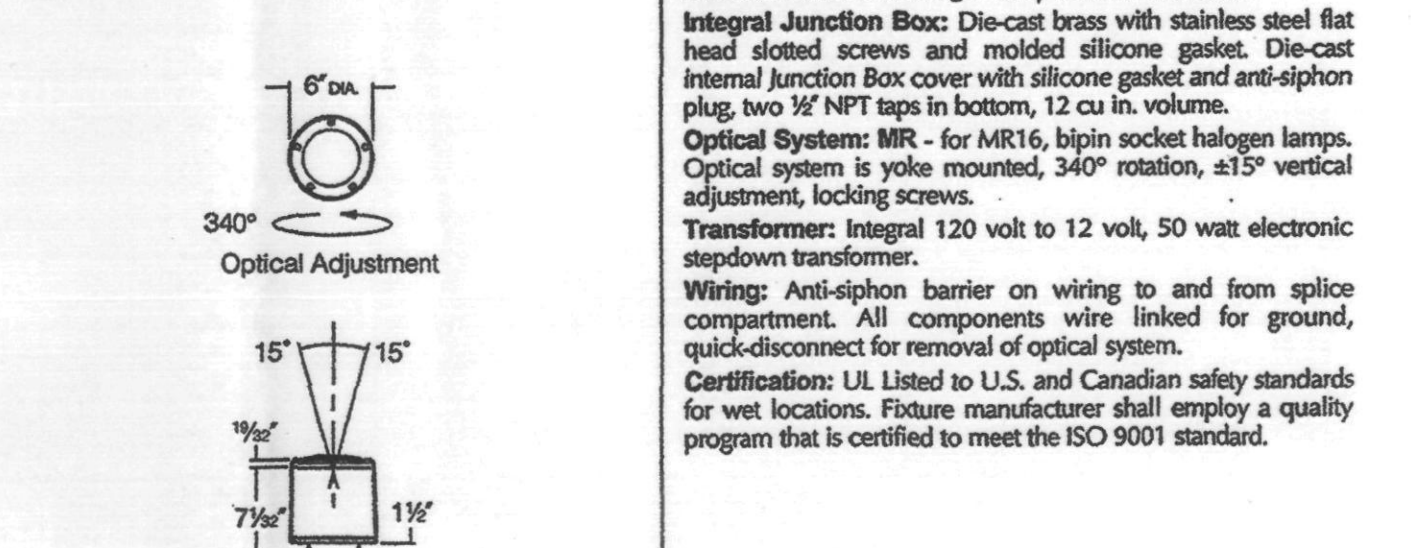 6″ DIA.
340°
Optical Adjustment
15° 15°
19/32″
7 1/32″
1½″
Integral Junction Box: Die-cast brass with stainless steel flat
head slotted screws and molded silicone gasket. Die-cast
internal Junction Box cover with silicone gasket and anti-siphon
plug, two ½″ NPT taps in bottom, 12 cu in. volume.
Optical System: MR - for MR16, bipin socket halogen lamps.
Optical system is yoke mounted, 340° rotation, ±15° vertical
adjustment, locking screws.
Transformer: Integral 120 volt to 12 volt, 50 watt electronic
stepdown transformer.
Wiring: Anti-siphon barrier on wiring to and from splice
compartment. All components wire linked for ground,
quick-disconnect for removal of optical system.
Certification: UL Listed to U.S. and Canadian safety standards
for wet locations. Fixture manufacturer shall employ a quality
program that is certified to meet the ISO 9001 standard.